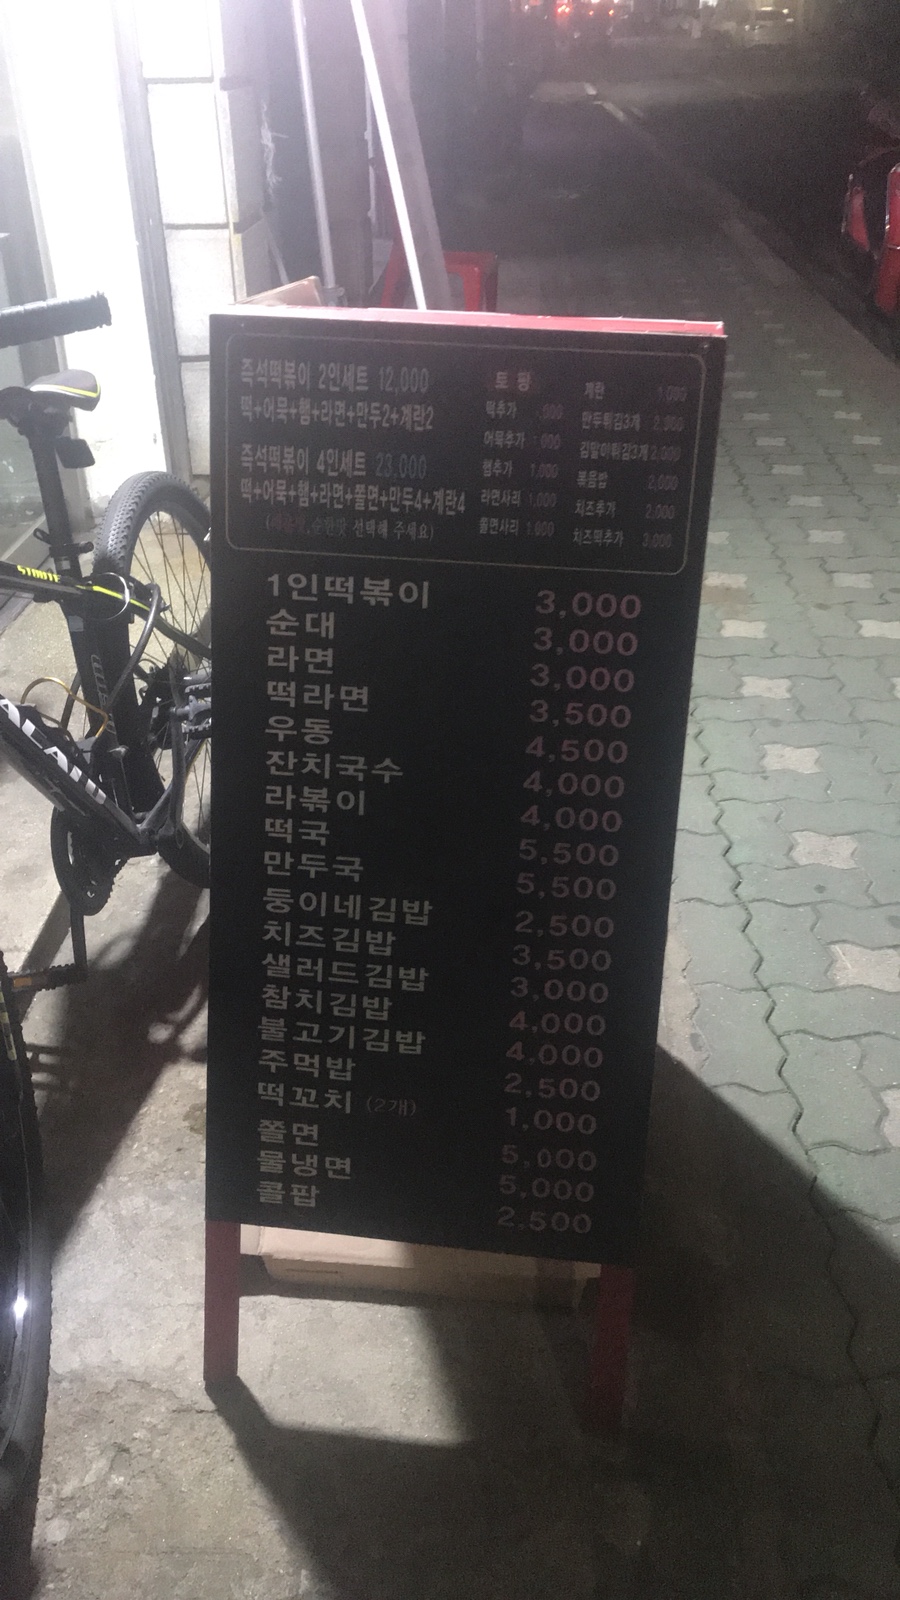 즉석떡볶이 2인세트 12,000
떡+어묵+햄+라면+만두2+계란2
즉석떡볶이 4인세트 23,000
떡+어묵+햄+라면+쫄면+만두4+계란4
순한맛 선택해 주세요)
토핑
떡추가
어묵추가
햄추가 1,000
라면사리 1,000
쫄면사리 1,000
계란 1,000
만두튀김3개 2,000
김말이튀김3개 2,000
볶음밥 2,000
치즈추가 2,000
치즈떡추가 3,000
1인떡볶이 3,000
순대 3,000
라면 3,000
떡라면 3,500
우동 4,500
잔치국수 4,000
라볶이 4,000
떡국 5,500
만두국 5,500
둥이네김밥 2,500
치즈김밥 3,500
샐러드김밥 3,000
참치김밥 4,000
불고기김밥 4,000
주먹밥 2,500
떡꼬치 (2개) 1,000
쫄면 5,000
물냉면 5,000
콜팝 2.500